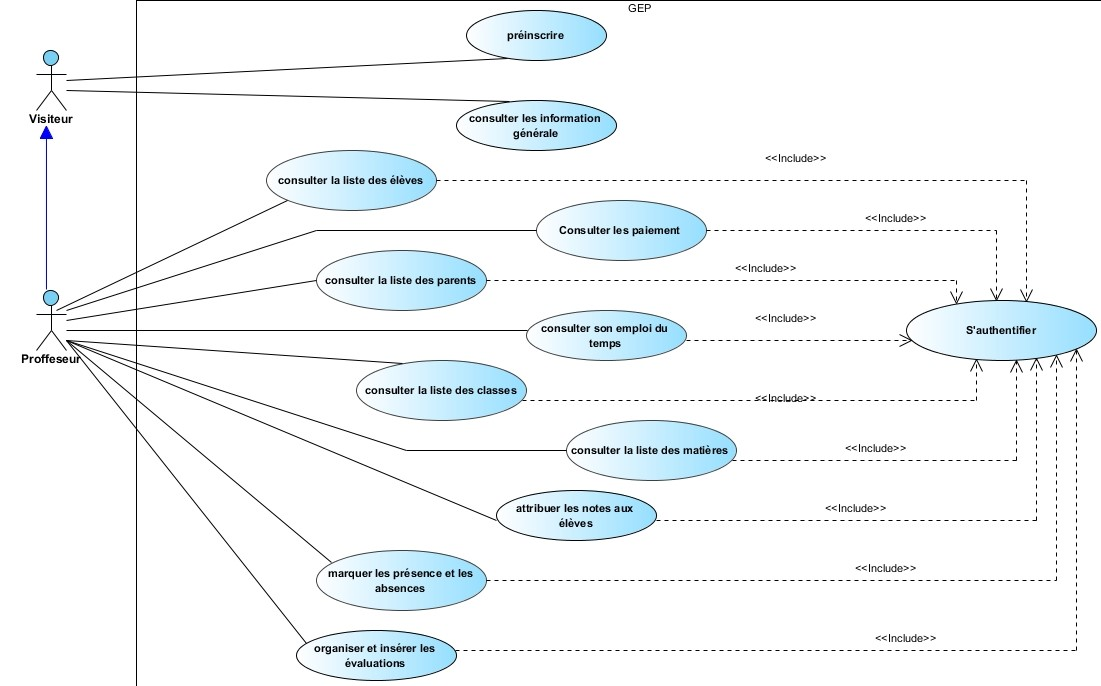 GEP
préinscrire
Visiteur
consulter les information
générale
<<Include>>
consulter la liste des élèves
<<Include>>
Consulter les paiement
<<Include>>
consulter la liste des parents
<<Include>>
consulter son emploi du
temps
S'authentifier
Proffeseur
consulter la liste des classes
<<Include>>
<<Include>>
consulter la liste des matières
<<Include>>
attribuer les notes aux
élèves
<<Include>>
marquer les présence et les
absences
<<Include>>
organiser et insérer les
évaluations